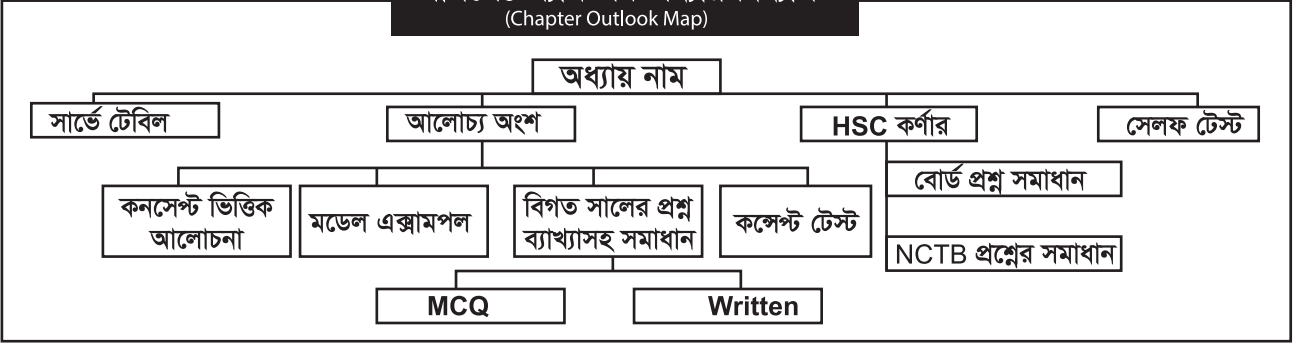 (Chapter Outlook Map)
অধ্যায় নাম
সার্ভে টেবিল
আলোচ্য অংশ
HSC কর্ণার
সেলফ টেস্ট
কনসেপ্ট ভিত্তিক
আলোচনা
মডেল এক্সামপল
বিগত সালের প্রশ্ন
ব্যাখ্যাসহ সমাধান
কন্সেপ্ট টেস্ট
বোর্ড প্রশ্ন সমাধান
NCTB প্রশ্নের সমাধান
MCQ
Written